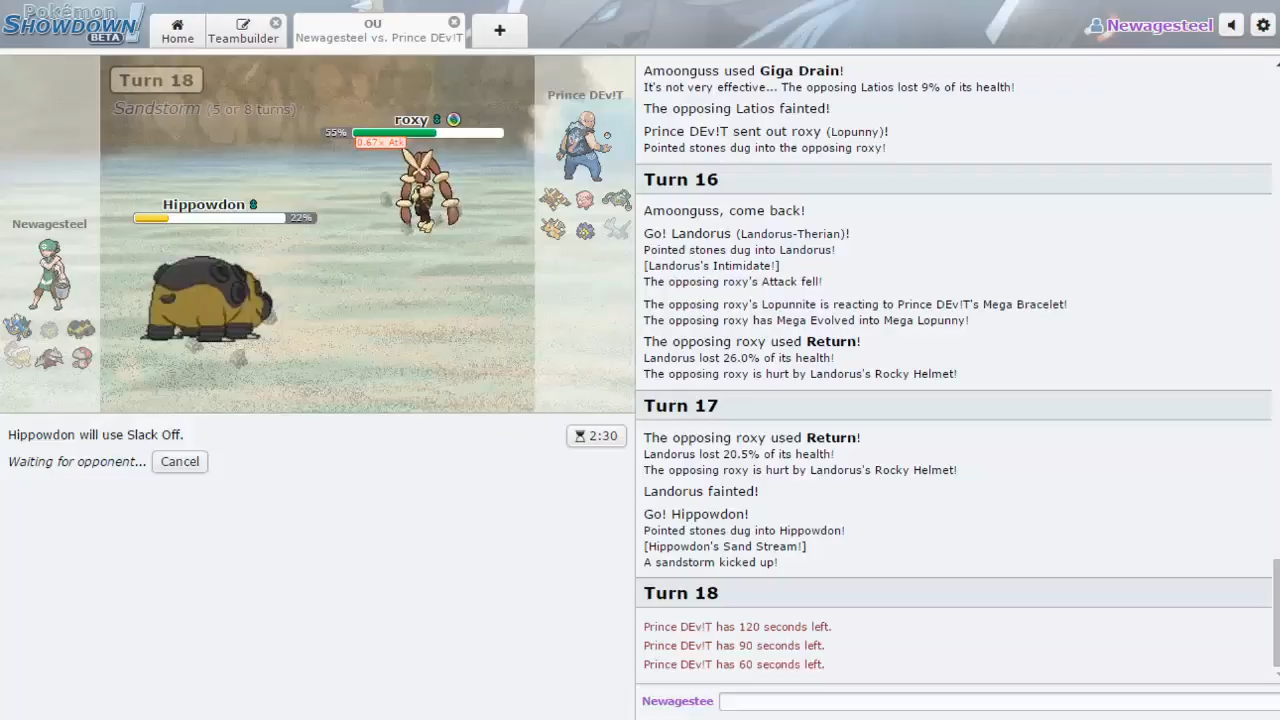 Pokémon
SHOWDOWN
BETA
Home
Teambuilder
OU
Newagesteel vs. Prince DEv!T
+
Newagesteel
Turn 18
Sandstorm (5 or 8 turns)
roxy
55%
0.67× Atk
Hippowdon
22%
Newagesteel
Prince DEv!T
Hippowdon will use Slack Off.
Waiting for opponent... Cancel
2:30
Amoonguss used Giga Drain!
It's not very effective... The opposing Latios lost 9% of its health!
The opposing Latios fainted!
Prince DEv!T sent out roxy (Lopunny)!
Pointed stones dug into the opposing roxy!
Turn 16
Amoonguss, come back!
Go! Landorus (Landorus-Therian)!
Pointed stones dug into Landorus!
[Landorus's Intimidate!]
The opposing roxy's Attack fell!
The opposing roxy's Lopunnite is reacting to Prince DEv!T's Mega Bracelet!
The opposing roxy has Mega Evolved into Mega Lopunny!
The opposing roxy used Return!
Landorus lost 26.0% of its health!
The opposing roxy is hurt by Landorus's Rocky Helmet!
Turn 17
The opposing roxy used Return!
Landorus lost 20.5% of its health!
The opposing roxy is hurt by Landorus's Rocky Helmet!
Landorus fainted!
Go! Hippowdon!
Pointed stones dug into Hippowdon!
[Hippowdon's Sand Stream!]
A sandstorm kicked up!
Turn 18
Prince DEv!T has 120 seconds left.
Prince DEv!T has 90 seconds left.
Prince DEv!T has 60 seconds left.
Newagestee